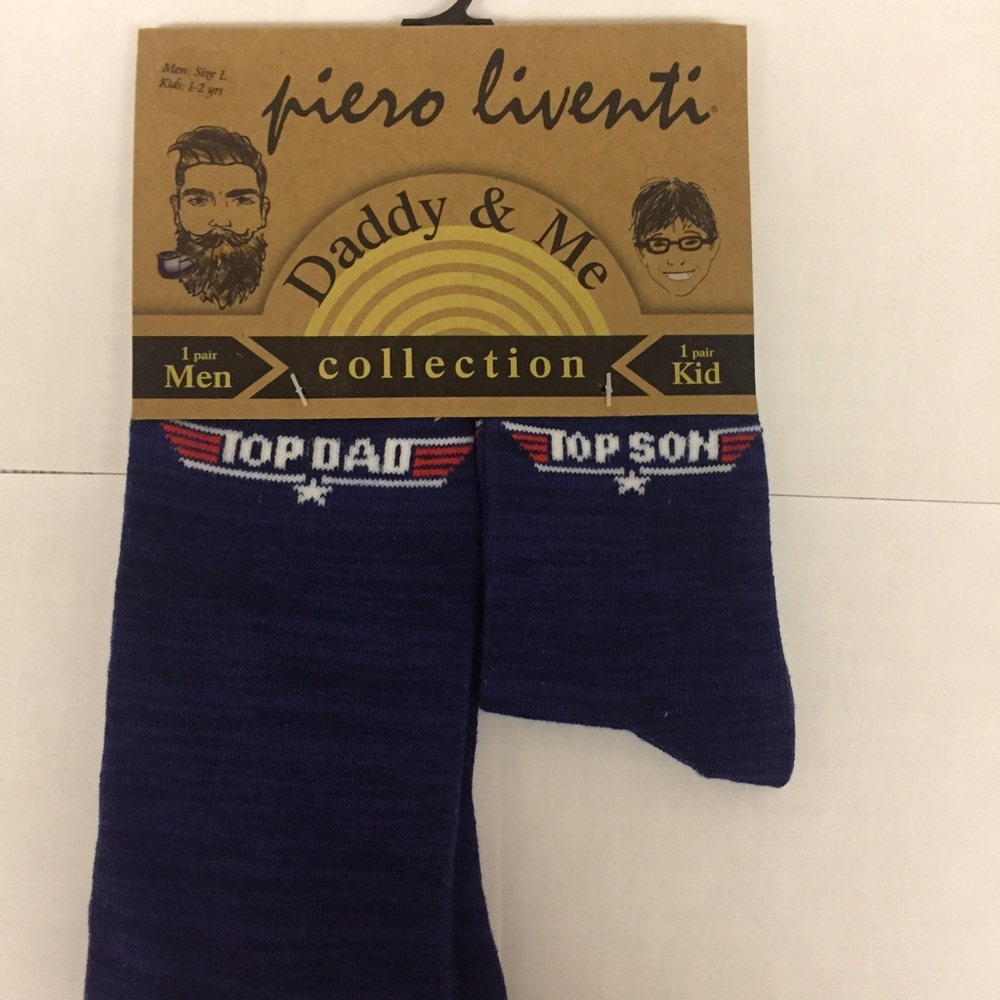 Men: Size L
Kids: 1-2 yrs
piero liventi®
Daddy & Me
1 pair
Men
collection
1 pair
Kid
TOP DAD
TOP SON